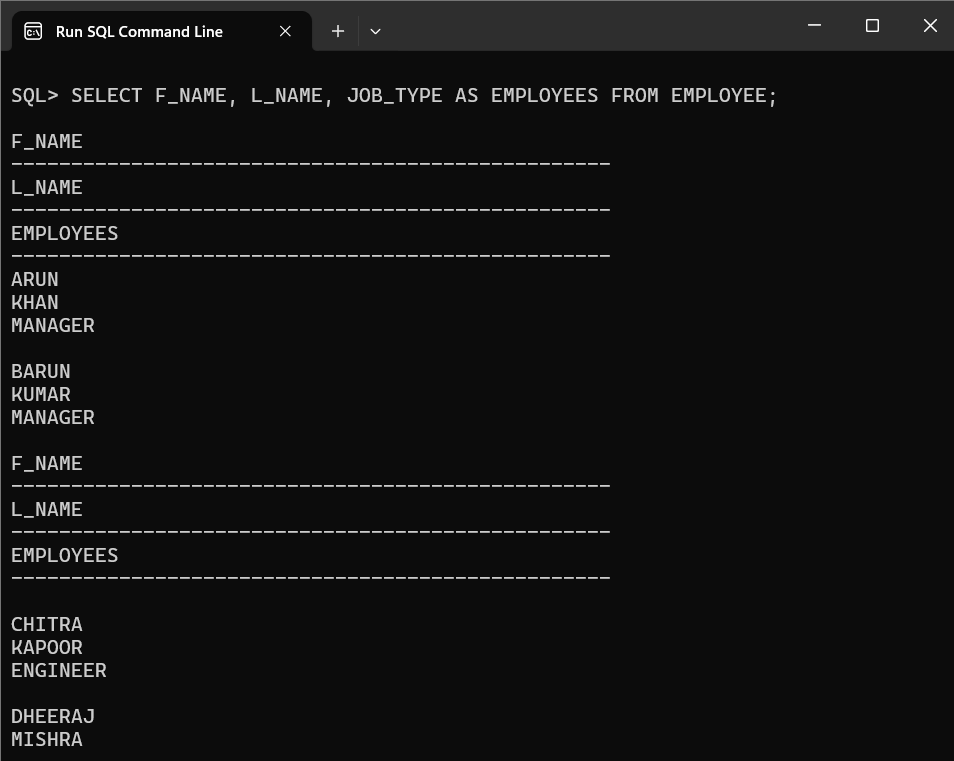 Run SQL Command Line
SQL> SELECT F_NAME, L_NAME, JOB_TYPE AS EMPLOYEES FROM EMPLOYEE;
F_NAME
--------------------------------------------------
L_NAME
--------------------------------------------------
EMPLOYEES
--------------------------------------------------
ARUN
KHAN
MANAGER
BARUN
KUMAR
MANAGER
F_NAME
--------------------------------------------------
L_NAME
--------------------------------------------------
EMPLOYEES
--------------------------------------------------
CHITRA
KAPOOR
ENGINEER
DHEERAJ
MISHRA